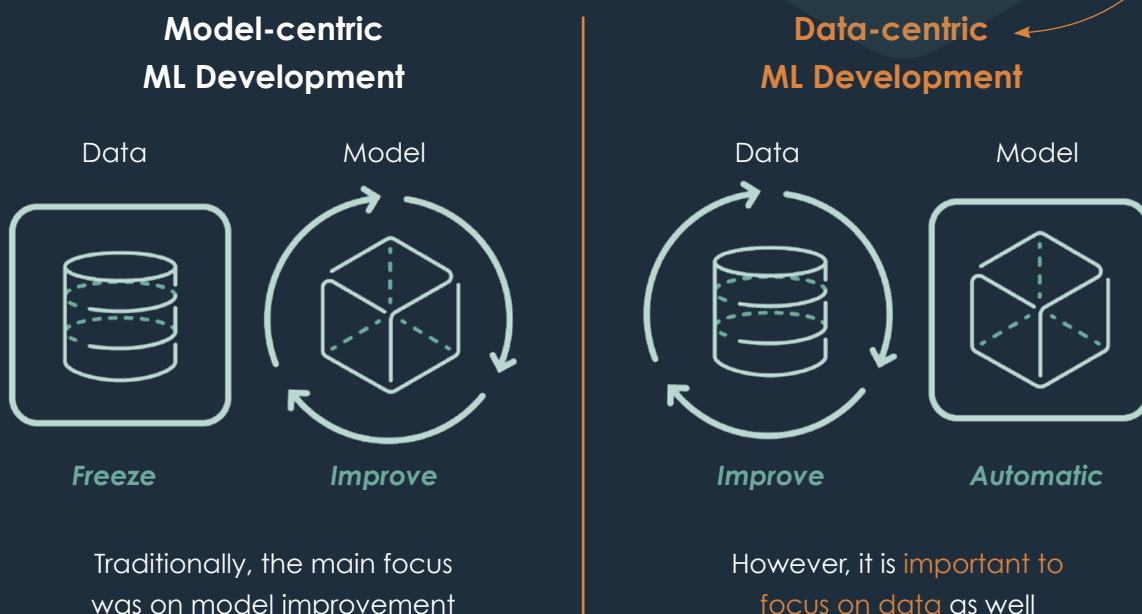 Model-centric
ML Development
Data
Model
Freeze
Improve
Traditionally, the main focus
was on model improvement
Data-centric
ML Development
Data
Model
Improve
Automatic
However, it is important to
focus on data as well